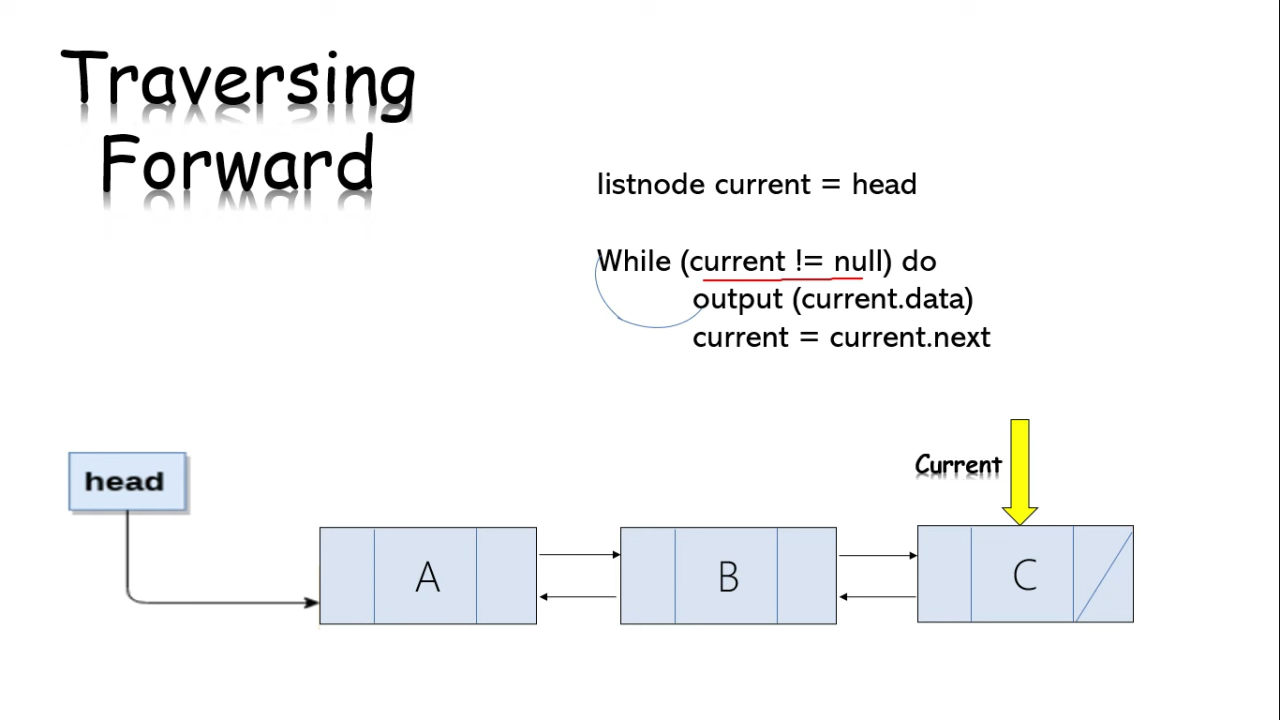 Traversing
Forward
listnode current = head
While (current != null) do
output (current.data)
current = current.next
Current
head
A
B
C